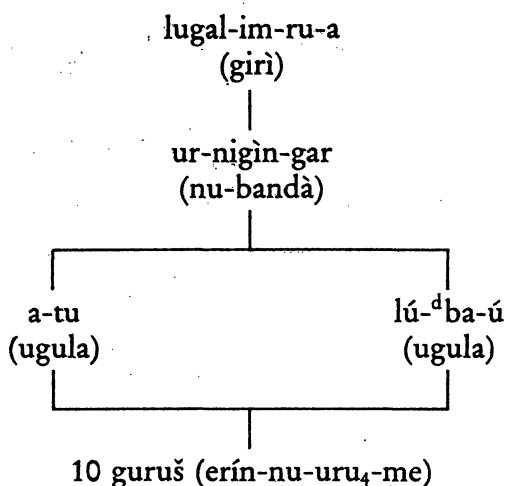 lugal-im-ru-a
(girì)
ur-nigìn-gar
(nu-bandà)
a-tu
(ugula)
lú-ᵈba-ú
(ugula)
10 guruš (erín-nu-uru₄-me)